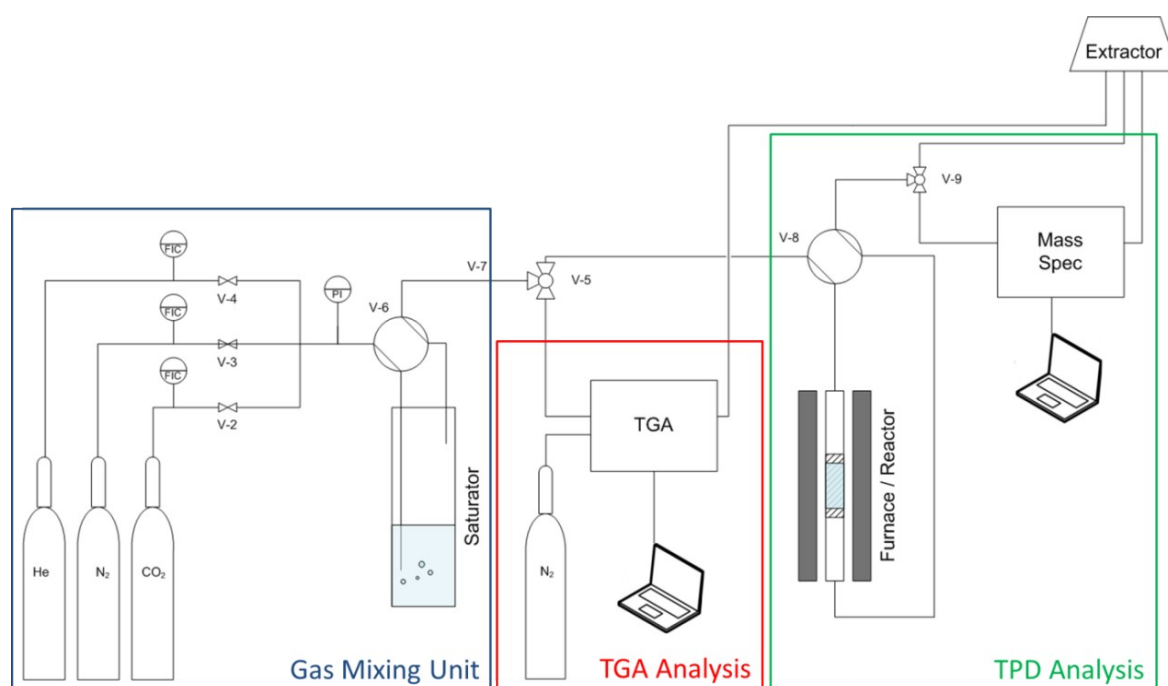 Extractor
V-9
V-8
Mass
Spec
V-7
V-5
FIC
V-4
PI
V-6
FIC
V-3
FIC
V-2
TGA
Saturator
Furnace / Reactor
He
N₂
CO₂
N₂
Gas Mixing Unit
TGA Analysis
TPD Analysis